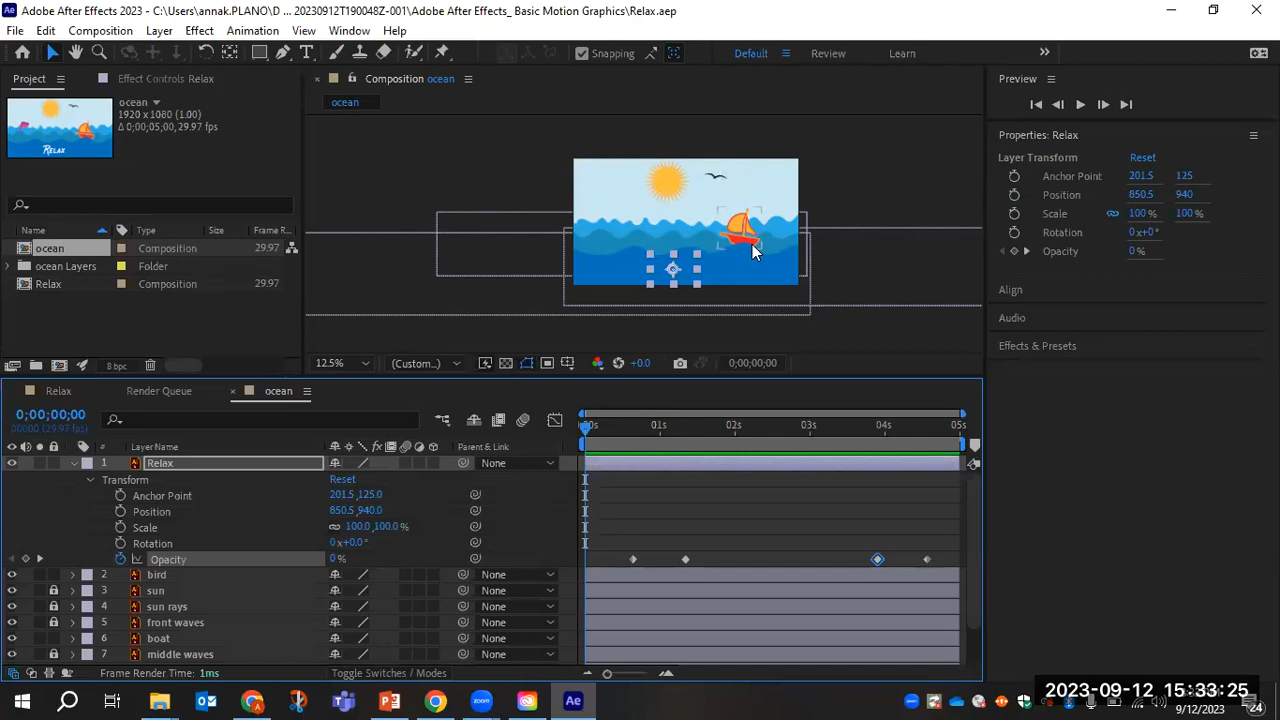 Adobe After Effects 2023 - C:\Users\annak.PLANO\D ... 20230912T190048Z-001\Adobe After Effects_ Basic Motion Graphics\Relax.aep
File Edit Composition Layer Effect Animation View Window Help
Snapping Default Review Learn
Project Effect Controls Relax Composition ocean Preview
ocean
1920 x 1080 (1.00)
Δ 0;00;05;00, 29.97 fps
RELAX
ocean
Properties: Relax
Layer Transform Reset
Anchor Point 201.5 125
Position 850.5 940
Scale 100 % 100 %
Rotation 0 x+0°
Opacity 0 %
Align
Audio
Effects & Presets
Name Type Size Frame R...
ocean Composition 29.97
ocean Layers Folder
Relax Composition 29.97
8 bpc
12.5% (Custom...) +0.0 0;00;00;00
Relax Render Queue ocean
0;00;00;00
00000 (29.97 fps)
:00s 01s 02s 03s 04s 05s
# Layer Name Parent & Link
1 Relax None
Transform Reset
Anchor Point 201.5,125.0
Position 850.5,940.0
Scale 100.0,100.0 %
Rotation 0 x+0.0°
Opacity 0 %
2 bird None
3 sun None
4 sun rays None
5 front waves None
6 boat None
7 middle waves None
Frame Render Time: 1ms Toggle Switches / Modes
2023-09-12 15:33:25
9/12/2023 24